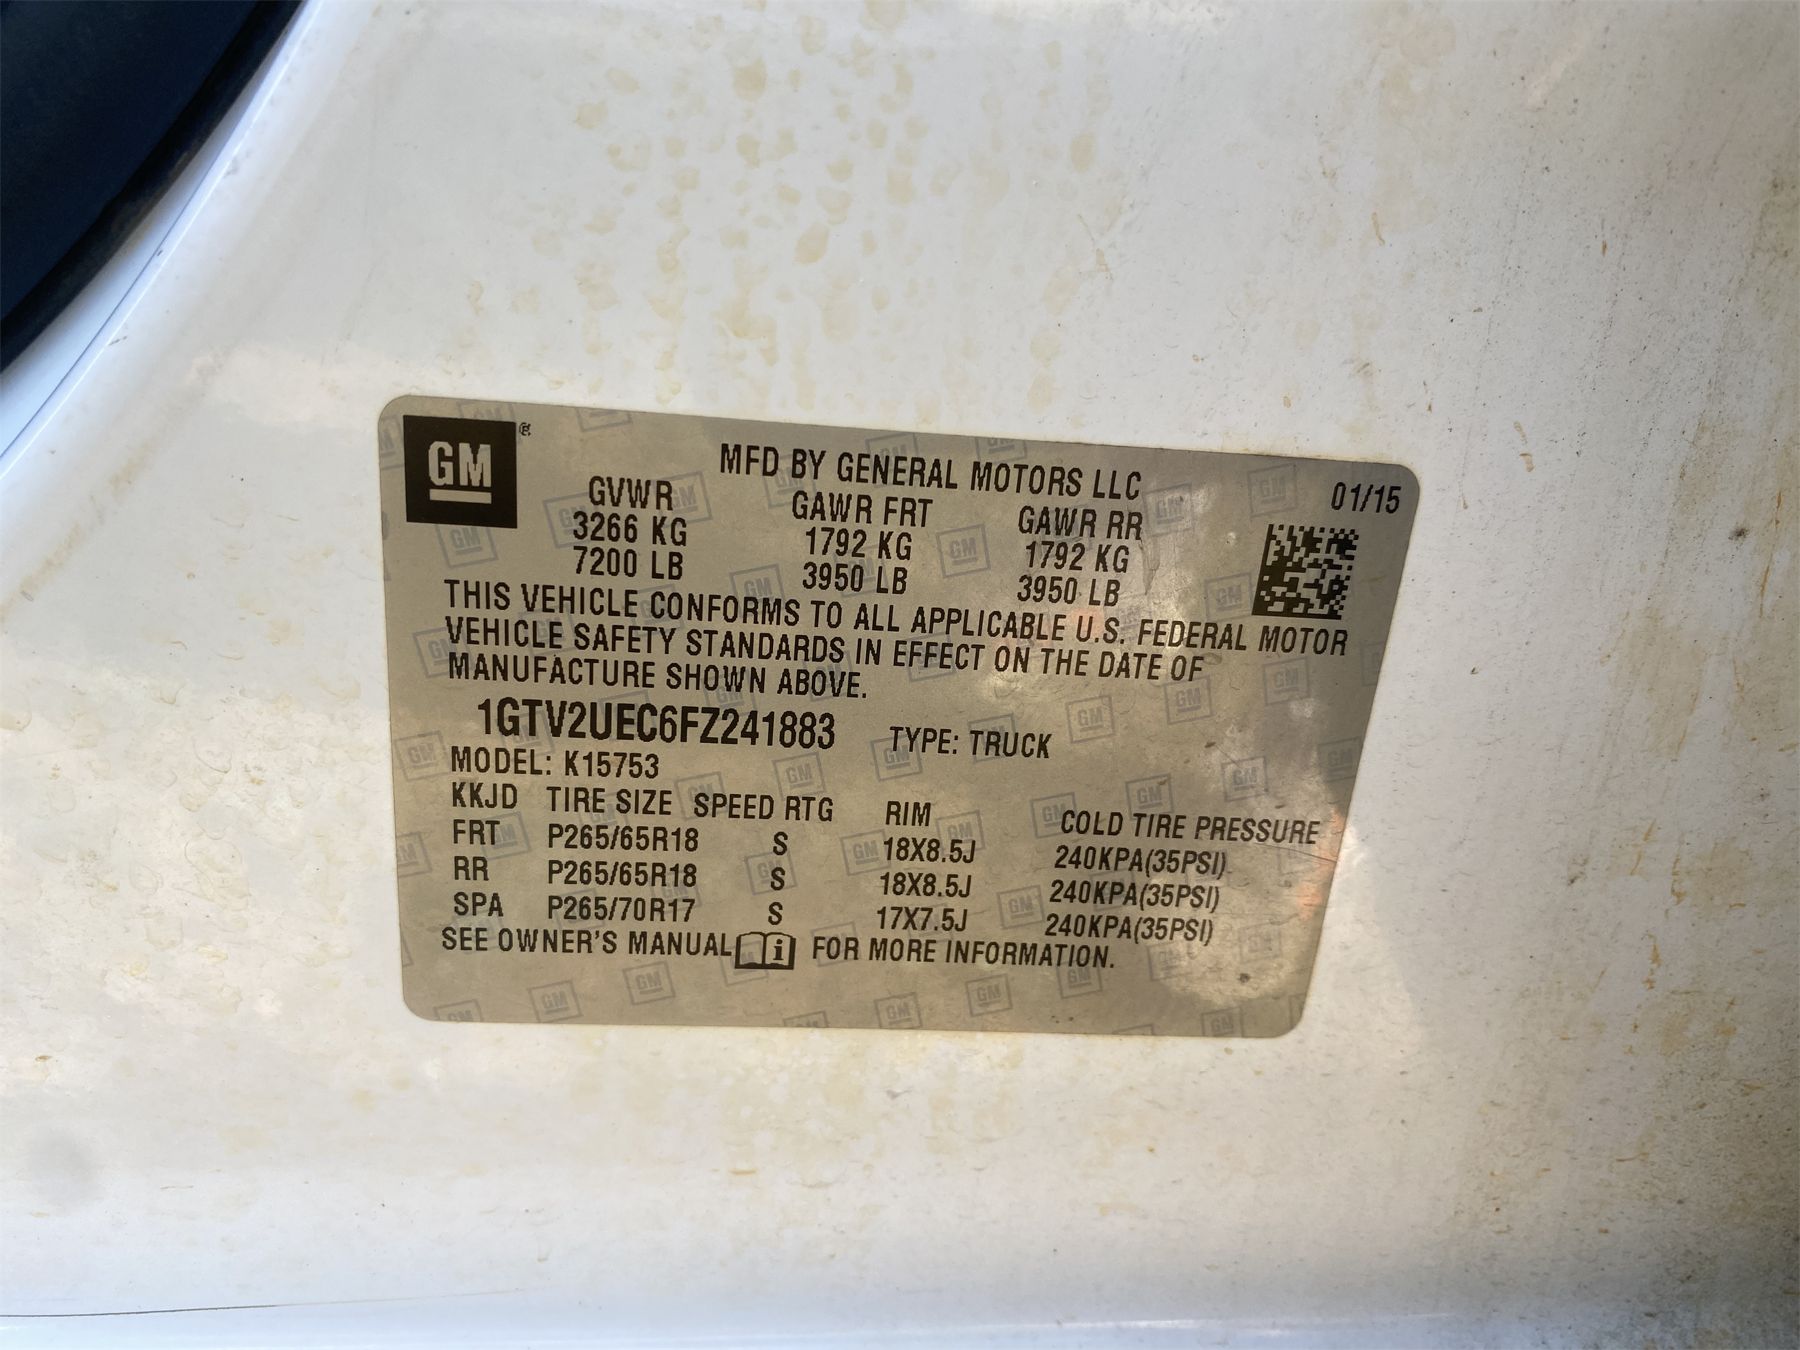 GM
MFD BY GENERAL MOTORS LLC
01/15
GVWR GAWR FRT GAWR RR
3266 KG 1792 KG 1792 KG
7200 LB 3950 LB 3950 LB
THIS VEHICLE CONFORMS TO ALL APPLICABLE U.S. FEDERAL MOTOR
VEHICLE SAFETY STANDARDS IN EFFECT ON THE DATE OF
MANUFACTURE SHOWN ABOVE.
1GTV2UEC6FZ241883 TYPE: TRUCK
MODEL: K15753
KKJD TIRE SIZE SPEED RTG RIM COLD TIRE PRESSURE
FRT P265/65R18 S 18X8.5J 240KPA(35PSI)
RR P265/65R18 S 18X8.5J 240KPA(35PSI)
SPA P265/70R17 S 17X7.5J 240KPA(35PSI)
SEE OWNER'S MANUAL i FOR MORE INFORMATION.